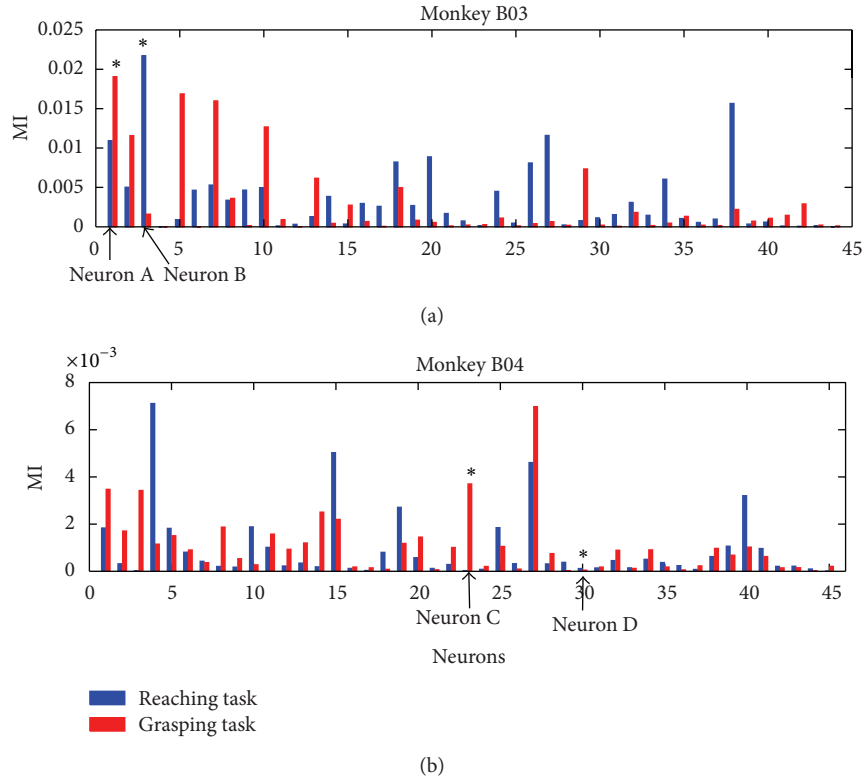 Monkey B03
0.025
0.02
0.015
0.01
0.005
0
MI
* *
0 5 10 15 20 25 30 35 40 45
Neuron A Neuron B
(a)
×10−3
Monkey B04
8
6
4
2
0
MI
* *
0 5 10 15 20 25 30 35 40 45
Neuron C Neuron D
Neurons
Reaching task
Grasping task
(b)